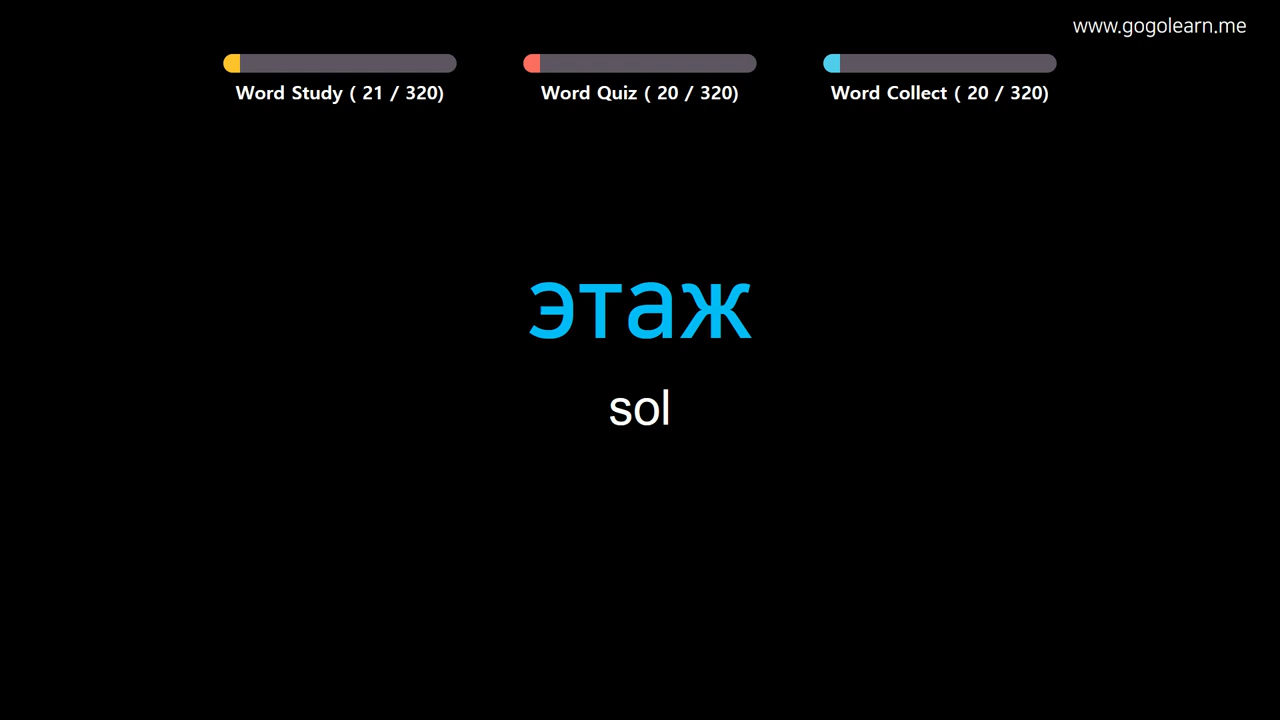 www.gogolearn.me
Word Study ( 21 / 320)
Word Quiz ( 20 / 320)
Word Collect ( 20 / 320)
этаж
sol